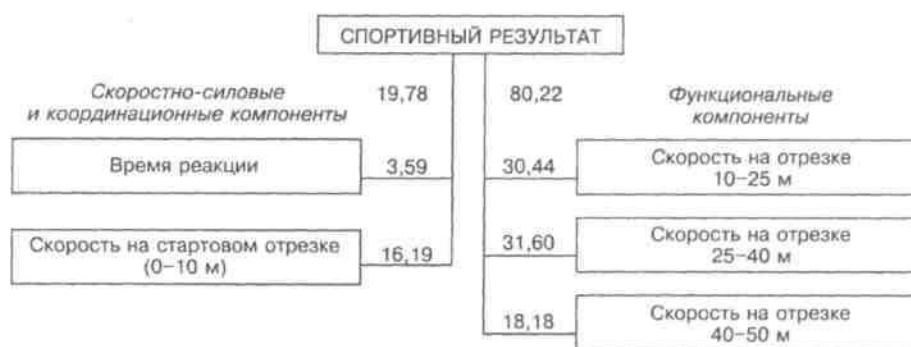 СПОРТИВНЫЙ РЕЗУЛЬТАТ
Скоростно-силовые
и координационные компоненты
19,78
80,22
Функциональные
компоненты
Время реакции
3,59
30,44
Скорость на отрезке
10–25 м
Скорость на стартовом отрезке
(0–10 м)
16,19
31,60
Скорость на отрезке
25–40 м
18,18
Скорость на отрезке
40–50 м